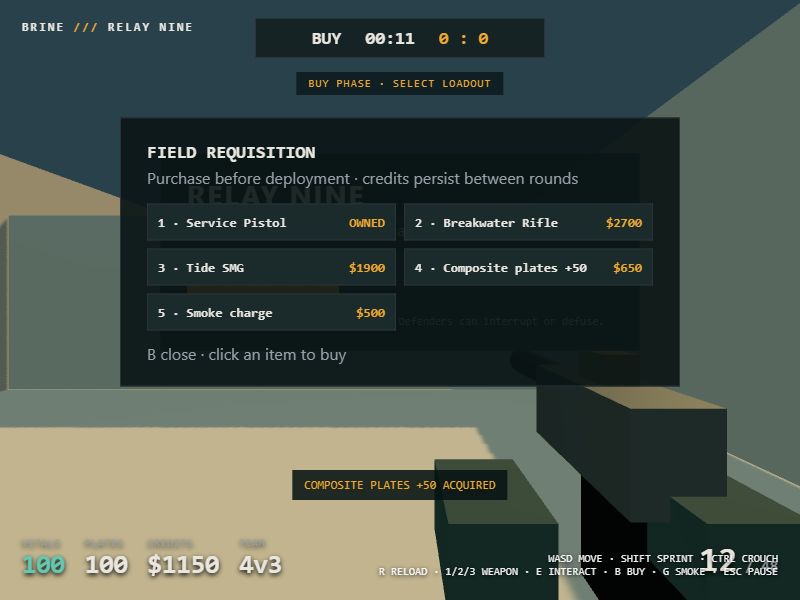 BRINE /// RELAY NINE
BUY 00:11 0 : 0
BUY PHASE · SELECT LOADOUT
FIELD REQUISITION
Purchase before deployment · credits persist between rounds
RELAY NINE
1 · Service Pistol OWNED
2 · Breakwater Rifle $2700
3 · Tide SMG $1900
4 · Composite plates +50 $650
5 · Smoke charge $500
Defenders can interrupt or defuse.
B close · click an item to buy
COMPOSITE PLATES +50 ACQUIRED
100 100 $1150 4v3
WASD MOVE · SHIFT SPRINT · CTRL CROUCH
R RELOAD · 1/2/3 WEAPON · E INTERACT · B BUY · G SMOKE · ESC PAUSE
12